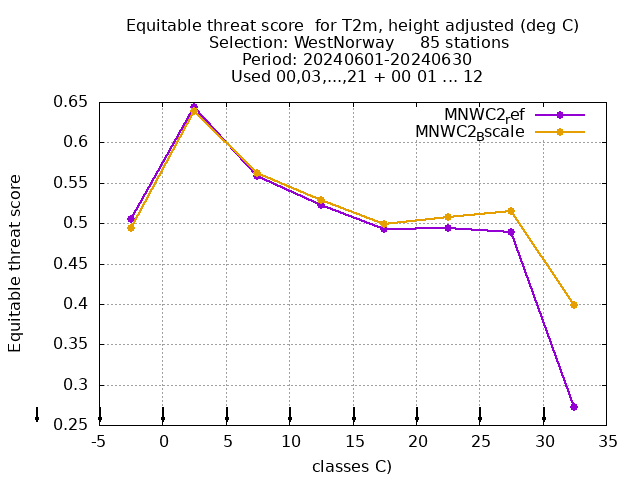 Equitable threat score  for T2m, height adjusted (deg C)
Selection: WestNorway     85 stations
Period: 20240601-20240630
Used 00,03,...,21 + 00 01 ... 12
MNWC2ref
MNWC2Bscale
0.65
0.6
0.55
0.5
0.45
0.4
0.35
0.3
0.25
Equitable threat score
-5 0 5 10 15 20 25 30 35
classes C)